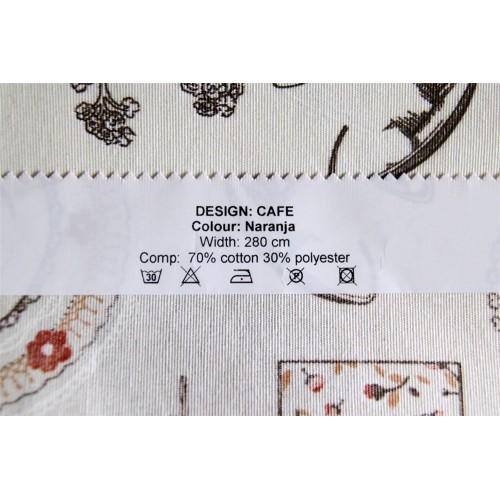 DESIGN: CAFE
Colour: Naranja
Width: 280 cm
Comp: 70% cotton 30% polyester
30